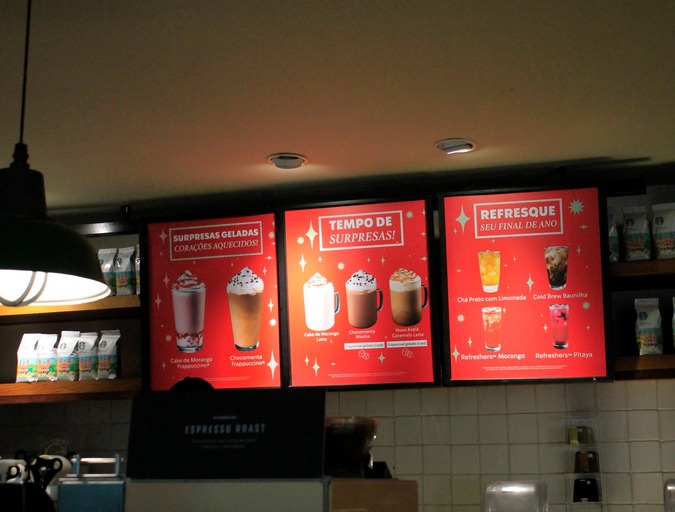 SURPRESAS GELADAS
CORAÇÕES AQUECIDOS!
Cake de Morango
Frappuccino®
Chocomenta
Frappuccino®
TEMPO DE
SURPRESAS!
Cake de Morango
Latte
Chocomenta
Mocha
Novo Avelã
Caramelo Latte
REFRESQUE
SEU FINAL DE ANO
Chá Preto com Limonada
Cold Brew Baunilha
Refreshers™ Morango
Refreshers™ Pitaya
ESPRESSO ROAST